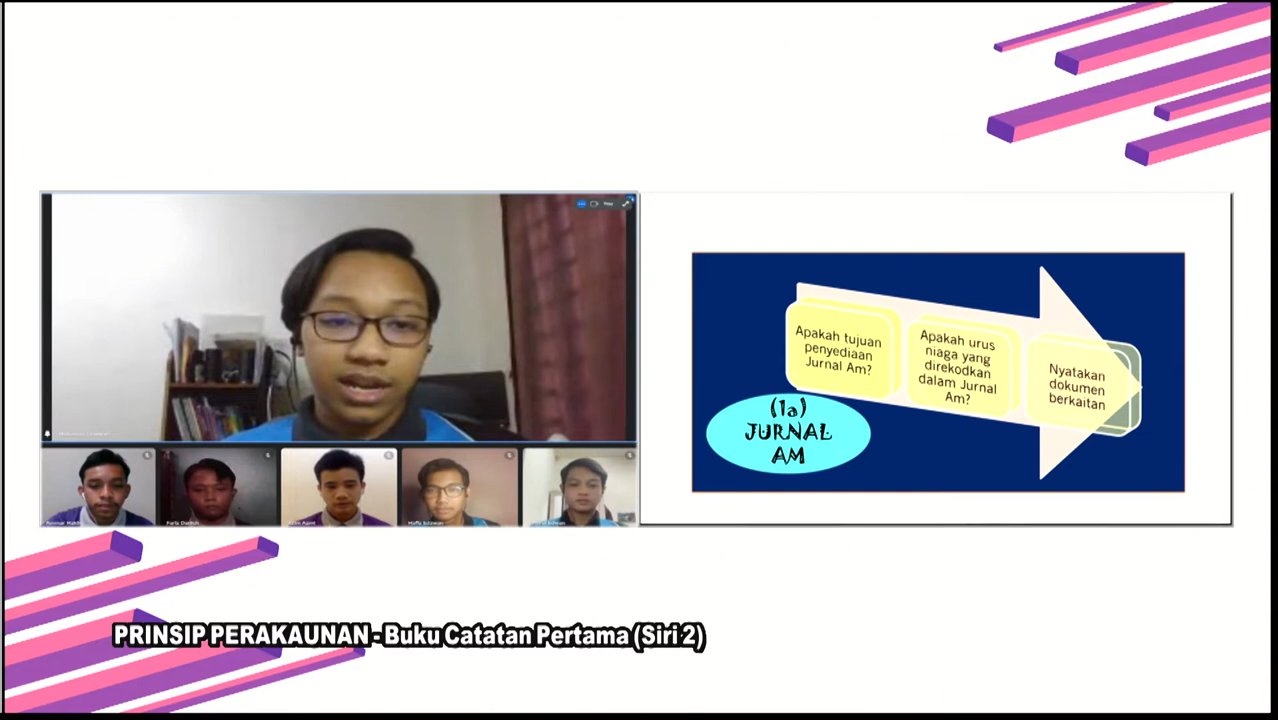 Apakah tujuan
penyediaan
Jurnal Am?
Apakah urus
niaga yang
direkodkan
dalam Jurnal
Am?
Nyatakan
dokumen
berkaitan
(1a)
JURNAL
AM
PRINSIP PERAKAUNAN - Buku Catatan Pertama (Siri 2)